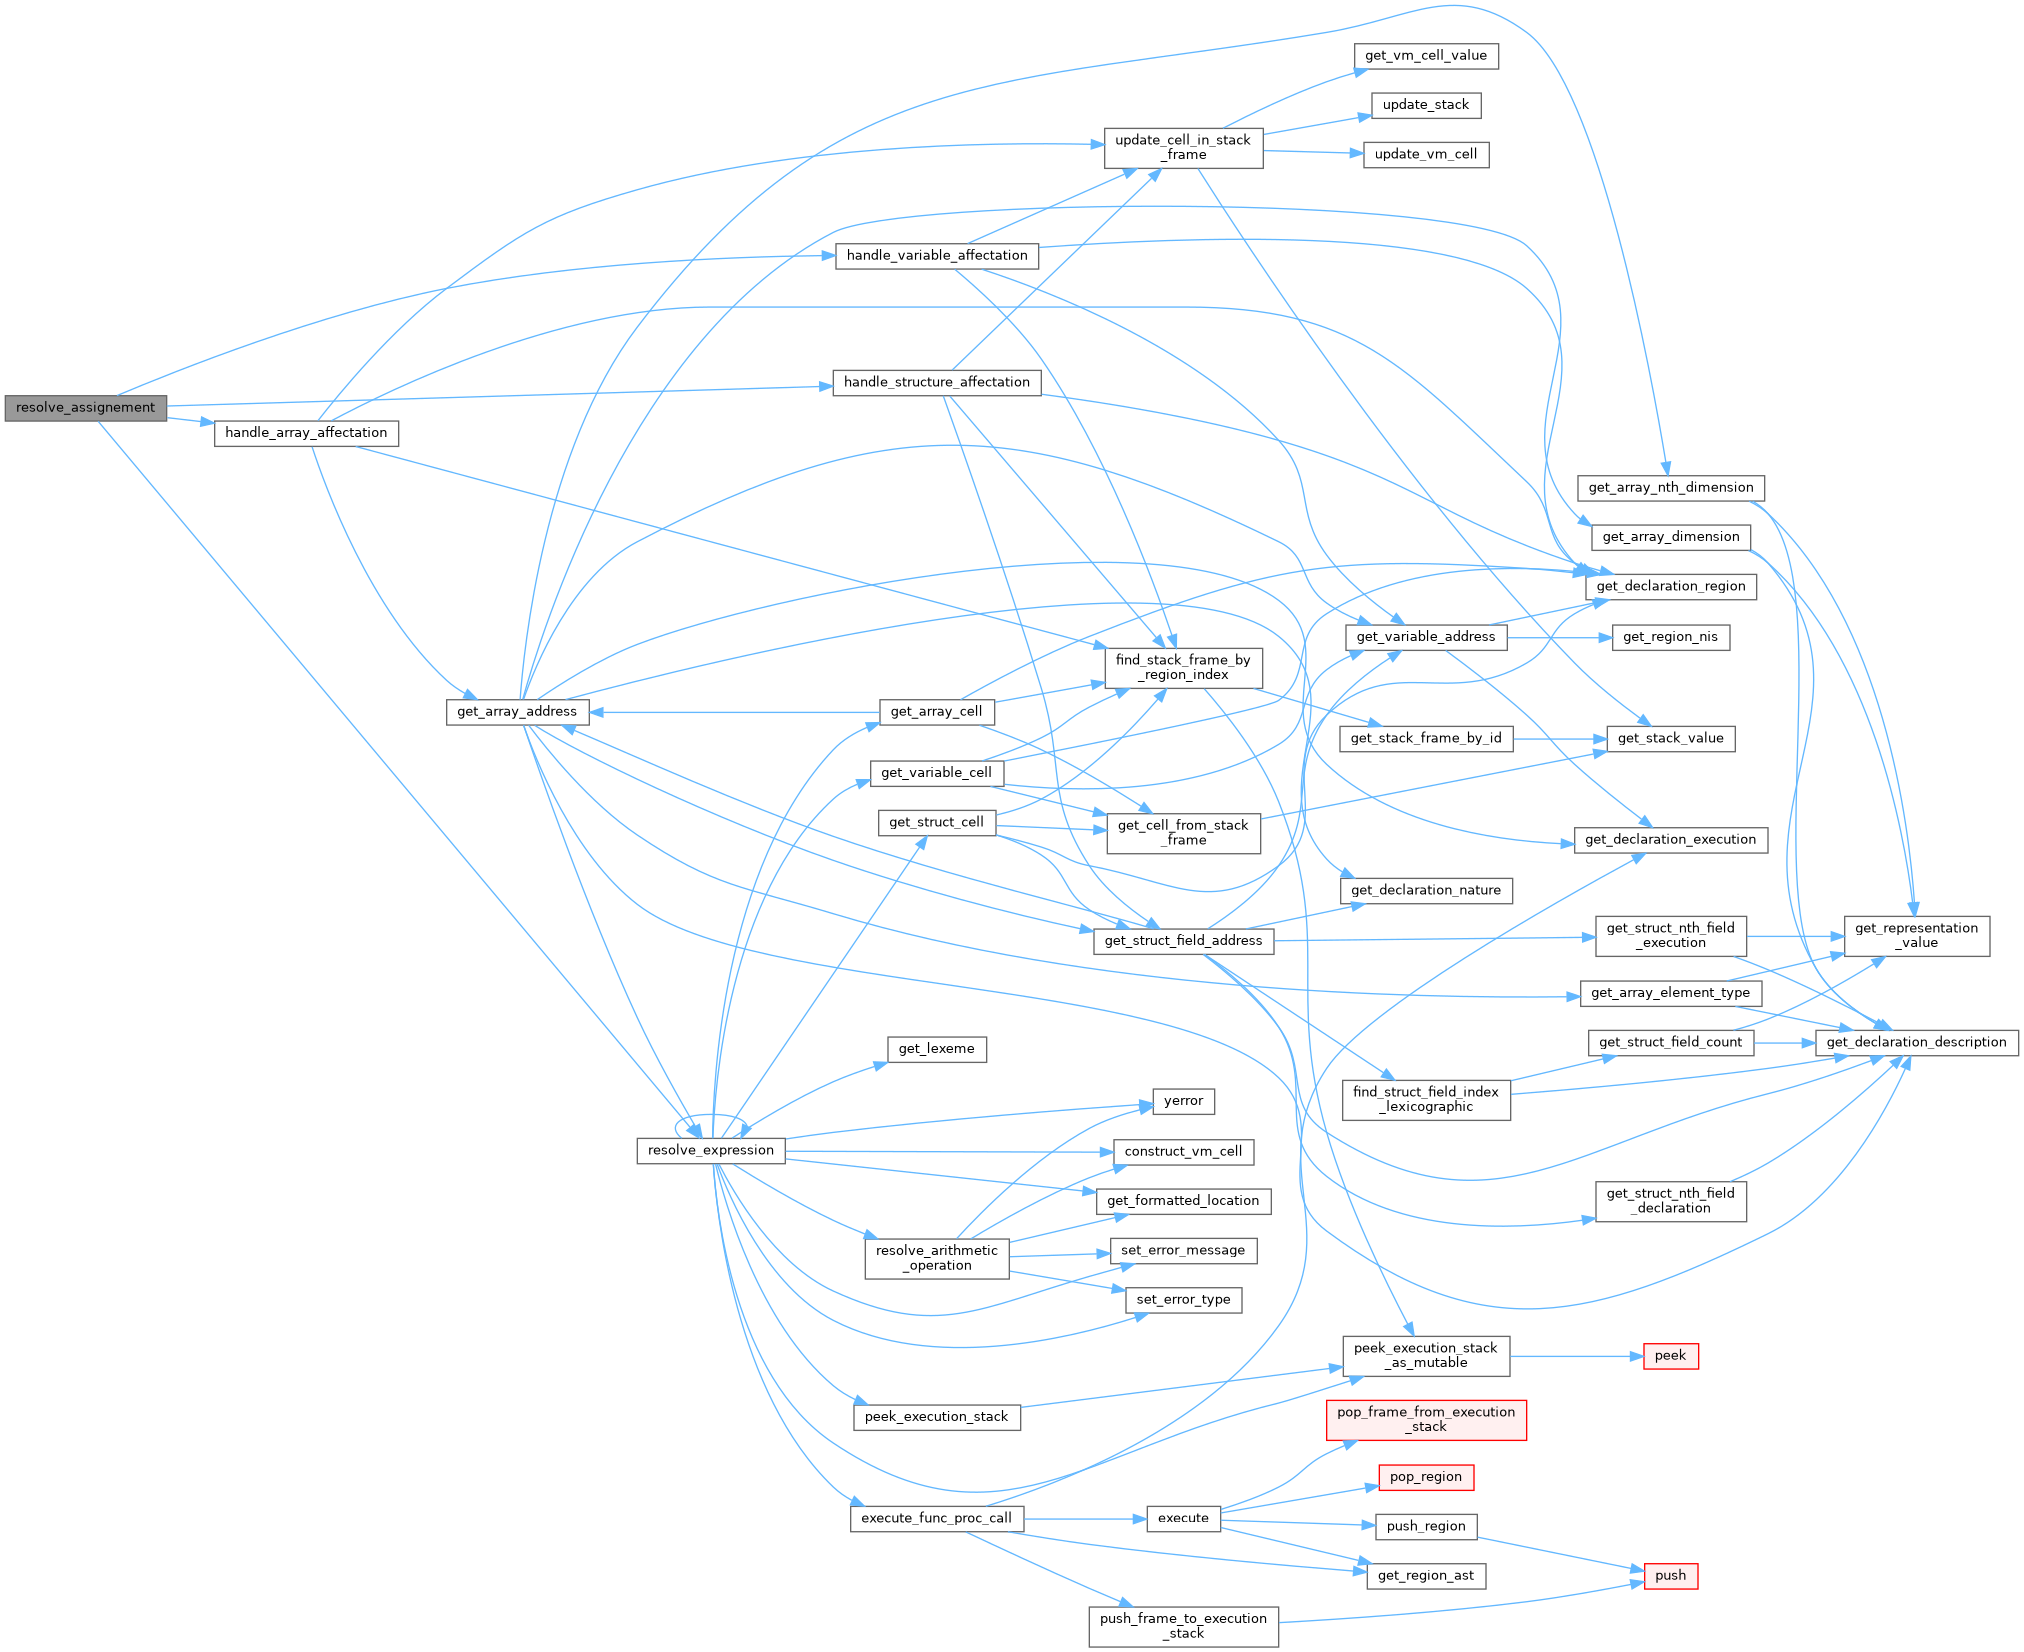 get_vm_cell_value
update_stack
update_cell_in_stack
_frame
update_vm_cell
handle_variable_affectation
handle_structure_affectation
resolve_assignement
handle_array_affectation
get_array_nth_dimension
get_array_dimension
get_declaration_region
get_variable_address
get_region_nis
find_stack_frame_by
_region_index
get_array_address
get_array_cell
get_stack_frame_by_id
get_stack_value
get_variable_cell
get_struct_cell
get_cell_from_stack
_frame
get_declaration_execution
get_declaration_nature
get_struct_field_address
get_struct_nth_field
_execution
get_representation
_value
get_array_element_type
get_lexeme
get_struct_field_count
get_declaration_description
find_struct_field_index
_lexicographic
yerror
resolve_expression
construct_vm_cell
get_formatted_location
get_struct_nth_field
_declaration
resolve_arithmetic
_operation
set_error_message
set_error_type
peek_execution_stack
_as_mutable
peek
peek_execution_stack
pop_frame_from_execution
_stack
pop_region
execute_func_proc_call
execute
push_region
get_region_ast
push
push_frame_to_execution
_stack